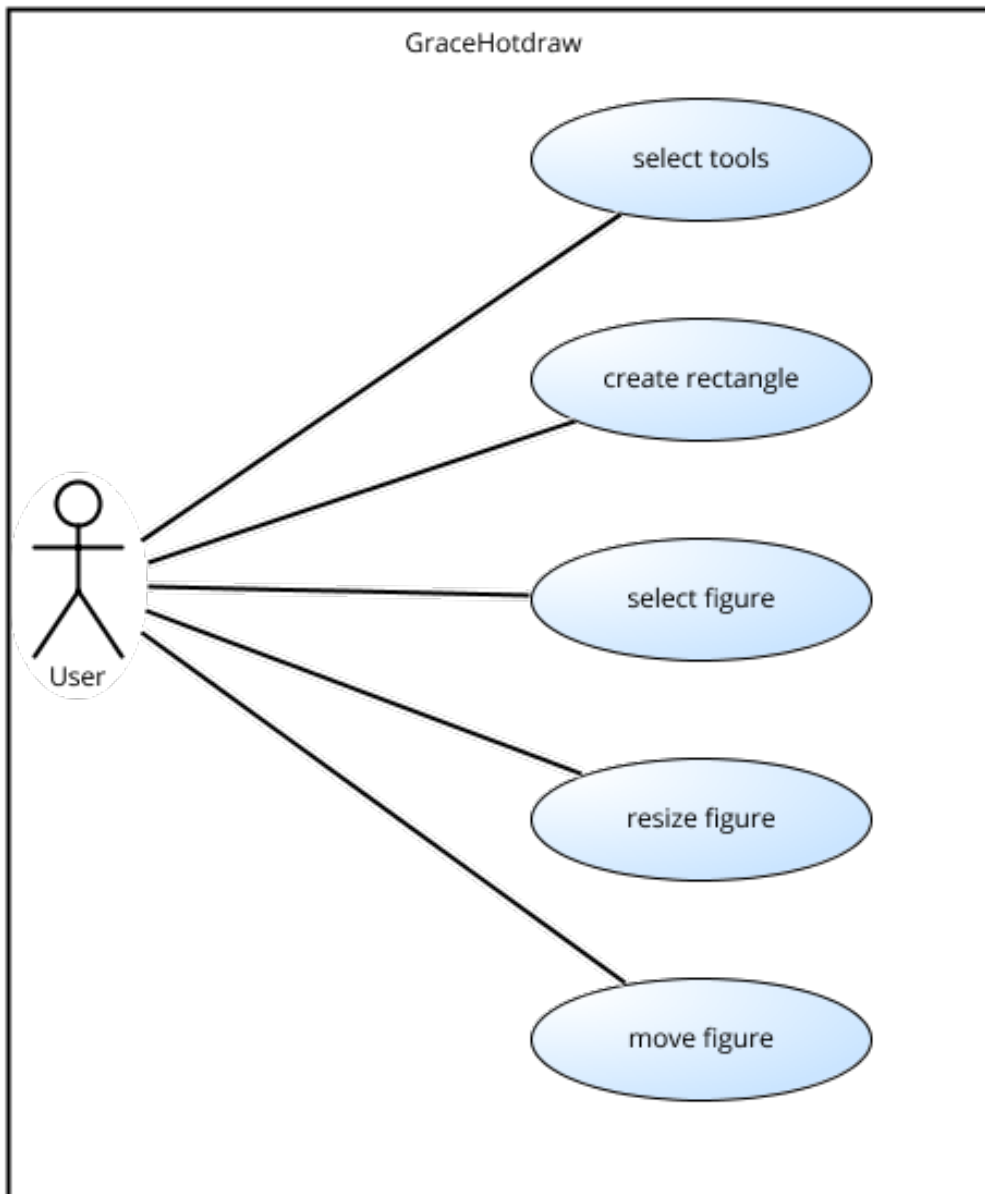 GraceHotdraw
select tools
create rectangle
select figure
User
resize figure
move figure